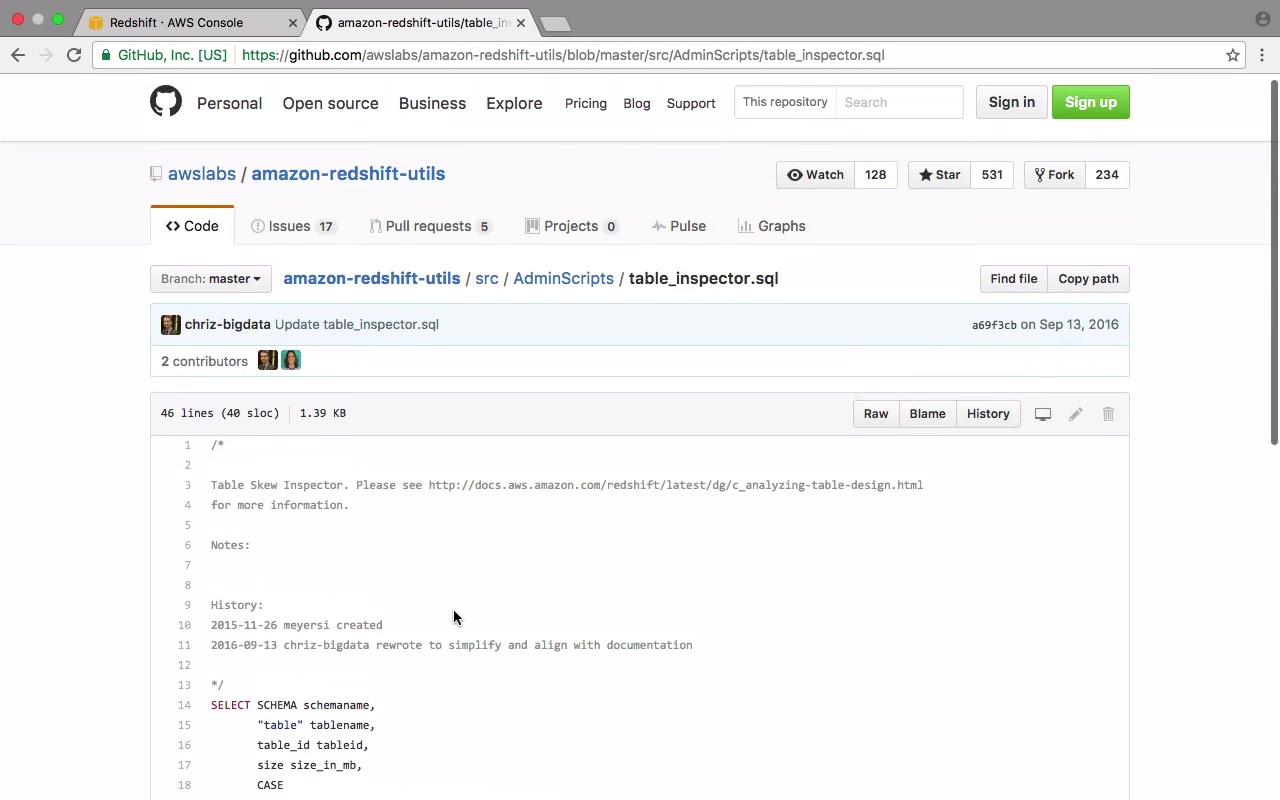 Redshift · AWS Console
amazon-redshift-utils/table_ins
GitHub, Inc. [US] https://github.com/awslabs/amazon-redshift-utils/blob/master/src/AdminScripts/table_inspector.sql
Personal Open source Business Explore Pricing Blog Support This repository Search Sign in Sign up
awslabs / amazon-redshift-utils
Watch 128 Star 531 Fork 234
Code Issues 17 Pull requests 5 Projects 0 Pulse Graphs
Branch: master amazon-redshift-utils / src / AdminScripts / table_inspector.sql Find file Copy path
chriz-bigdata Update table_inspector.sql a69f3cb on Sep 13, 2016
2 contributors
46 lines (40 sloc) 1.39 KB Raw Blame History
1 /*
2
3 Table Skew Inspector. Please see http://docs.aws.amazon.com/redshift/latest/dg/c_analyzing-table-design.html
4 for more information.
5
6 Notes:
7
8
9 History:
10 2015-11-26 meyersi created
11 2016-09-13 chriz-bigdata rewrote to simplify and align with documentation
12
13 */
14 SELECT SCHEMA schemaname,
15 "table" tablename,
16 table_id tableid,
17 size size_in_mb,
18 CASE